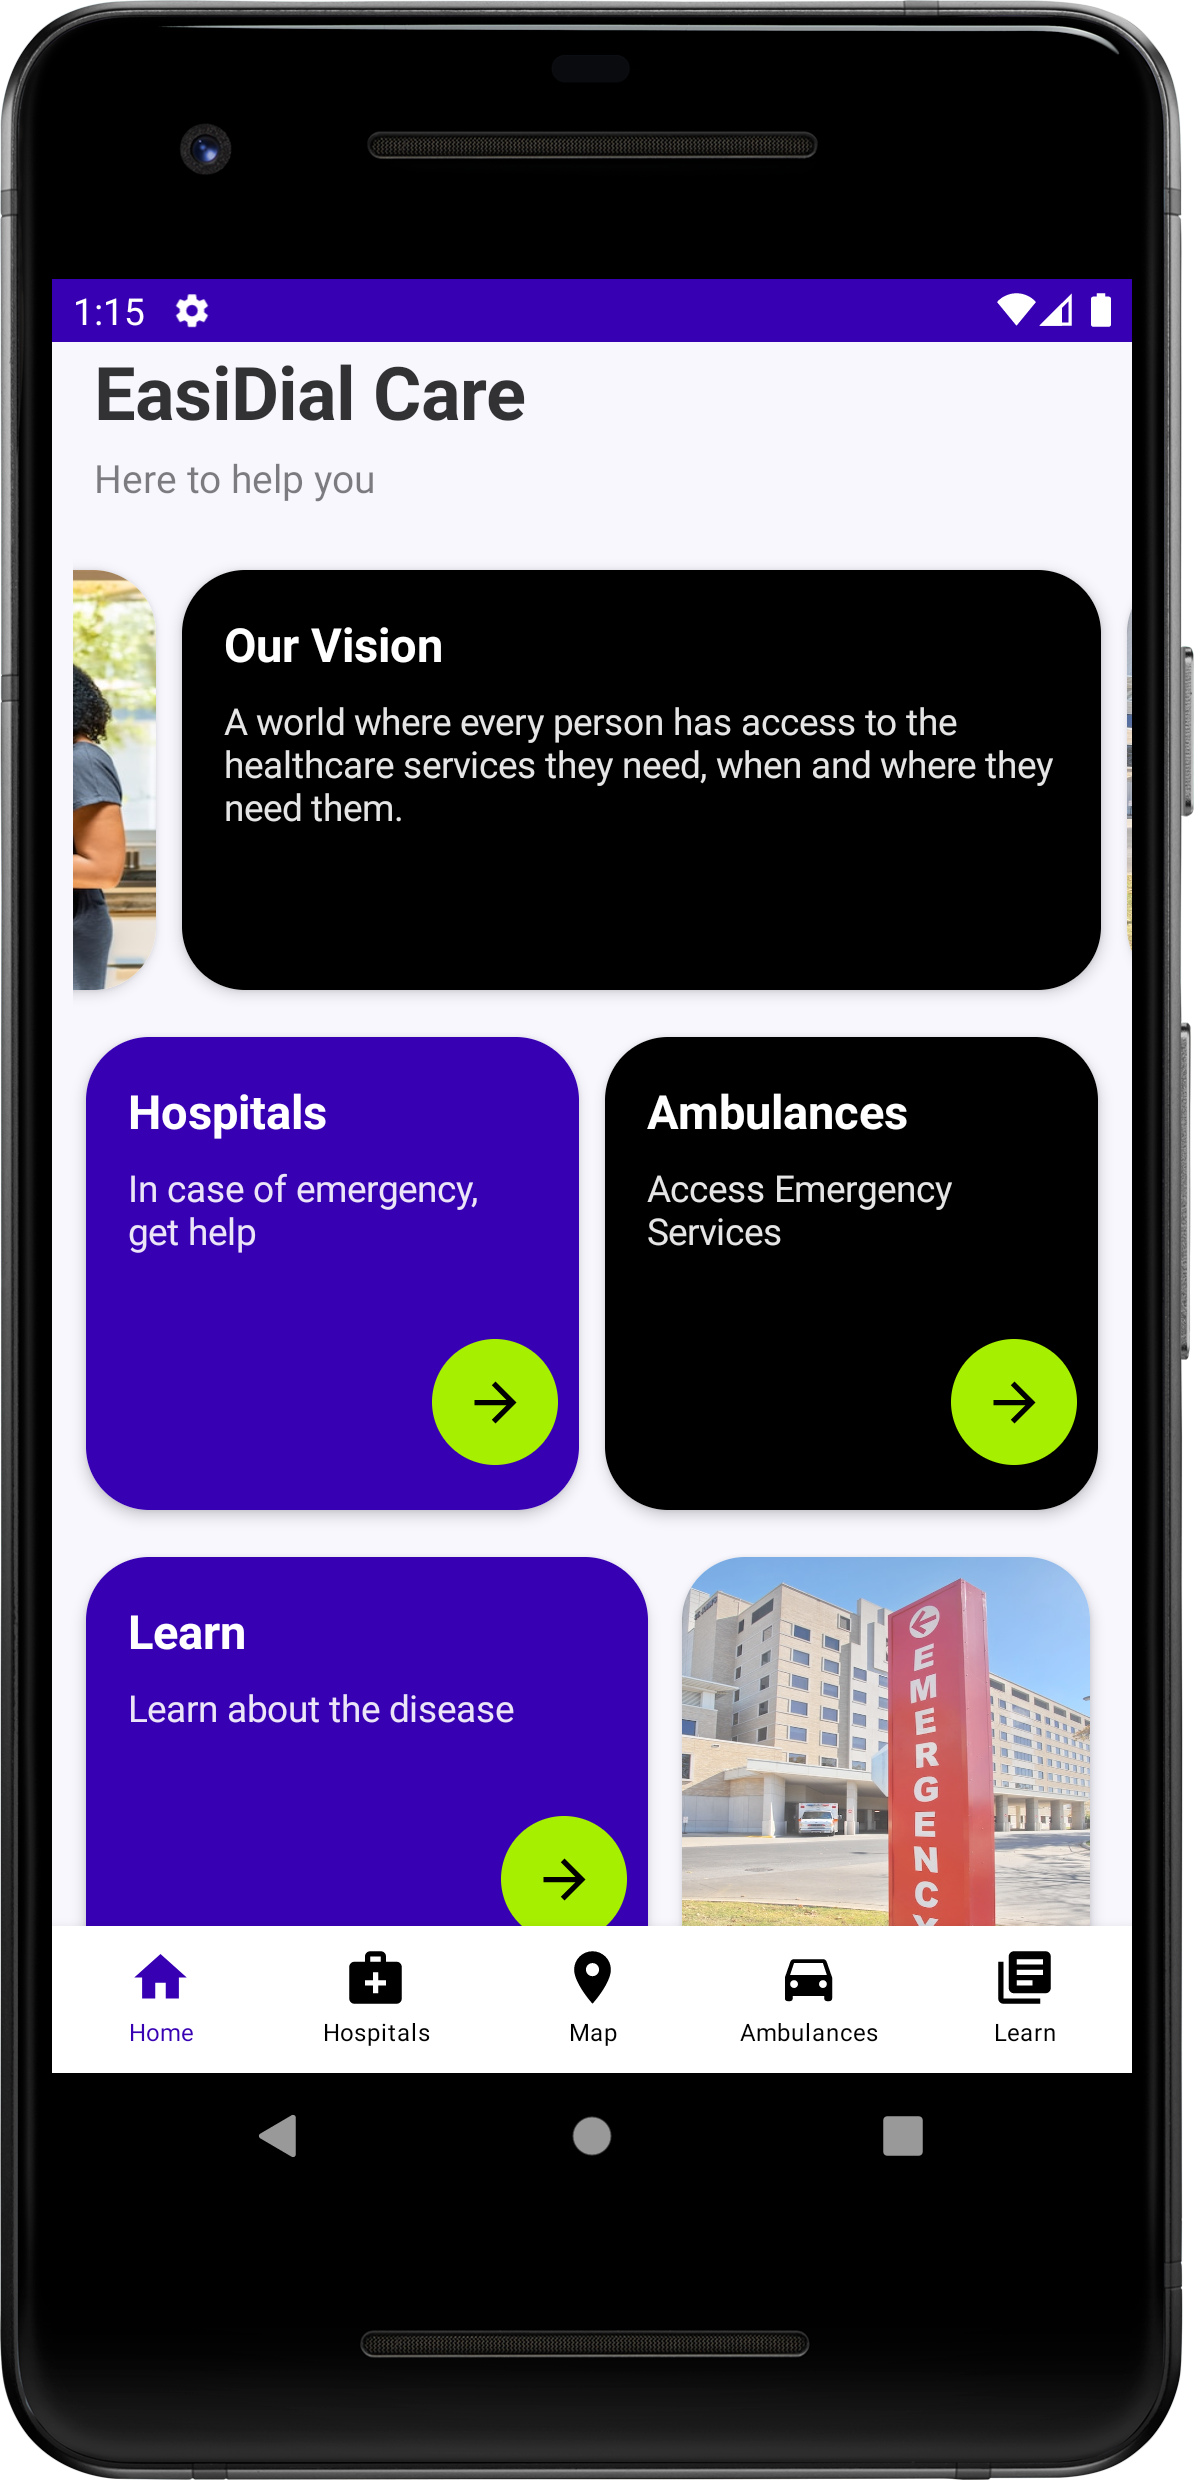 1:15
EasiDial Care
Here to help you
Our Vision
A world where every person has access to the
healthcare services they need, when and where they
need them.
Hospitals
In case of emergency,
get help
Ambulances
Access Emergency
Services
Learn
Learn about the disease
EMERGENCY
Home
Hospitals
Map
Ambulances
Learn